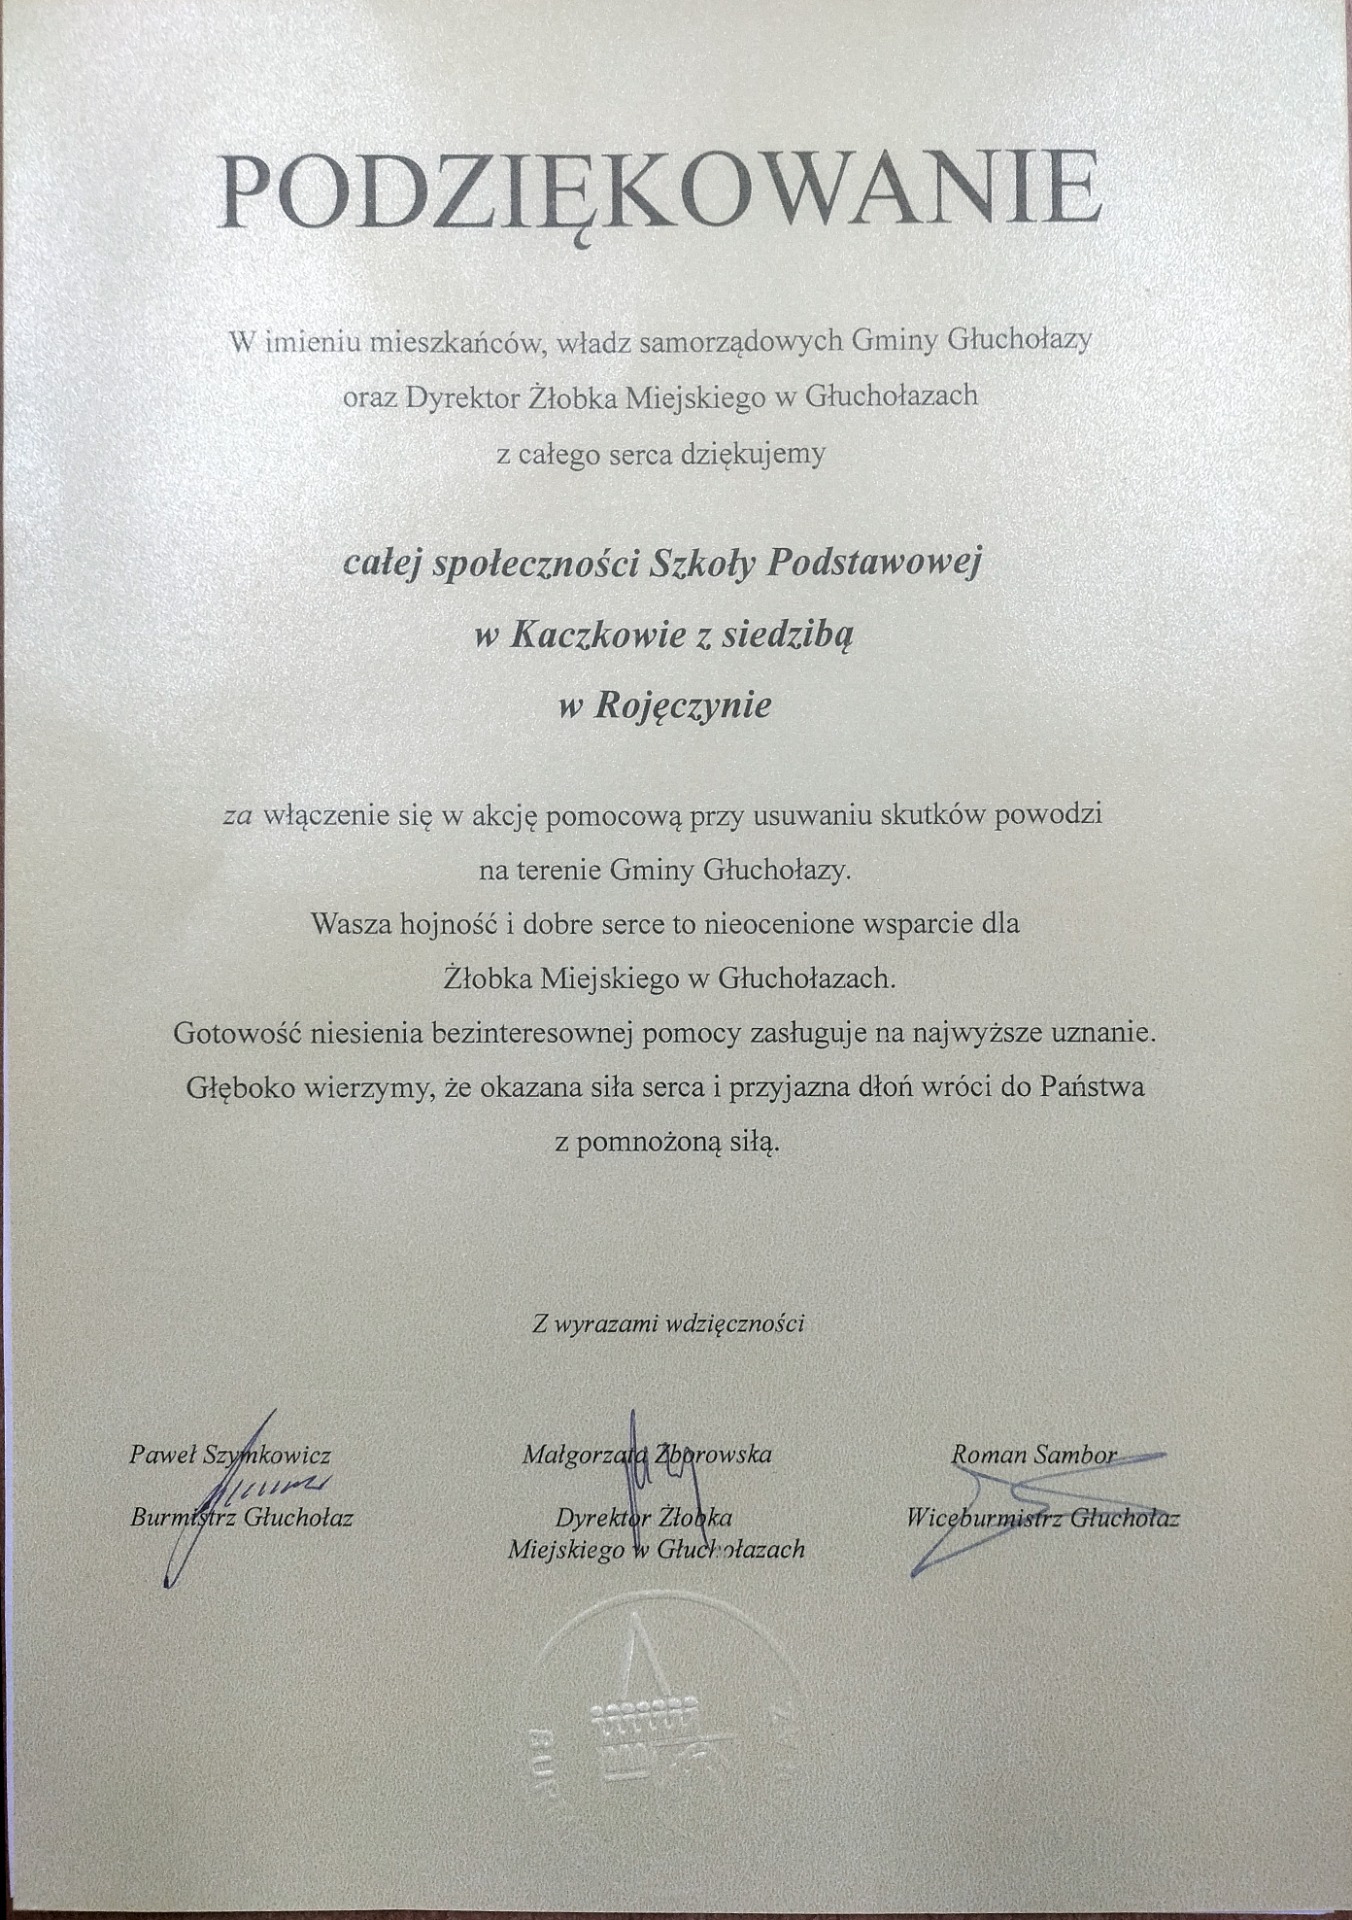 PODZIĘKOWANIE
W imieniu mieszkańców, władz samorządowych Gminy Głuchołazy
oraz Dyrektor Żłobka Miejskiego w Głuchołazach
z całego serca dziękujemy
całej społeczności Szkoły Podstawowej
w Kaczkowie z siedzibą
w Rojęczynie
za włączenie się w akcję pomocową przy usuwaniu skutków powodzi
na terenie Gminy Głuchołazy.
Wasza hojność i dobre serce to nieocenione wsparcie dla
Żłobka Miejskiego w Głuchołazach.
Gotowość niesienia bezinteresownej pomocy zasługuje na najwyższe uznanie.
Głęboko wierzymy, że okazana siła serca i przyjazna dłoń wróci do Państwa
z pomnożoną siłą.
Z wyrazami wdzięczności
Paweł Szymkowicz
Burmistrz Głuchołaz
Małgorzata Zborowska
Dyrektor Żłobka
Miejskiego w Głuchołazach
Roman Sambor
Wiceburmistrz Głuchołaz